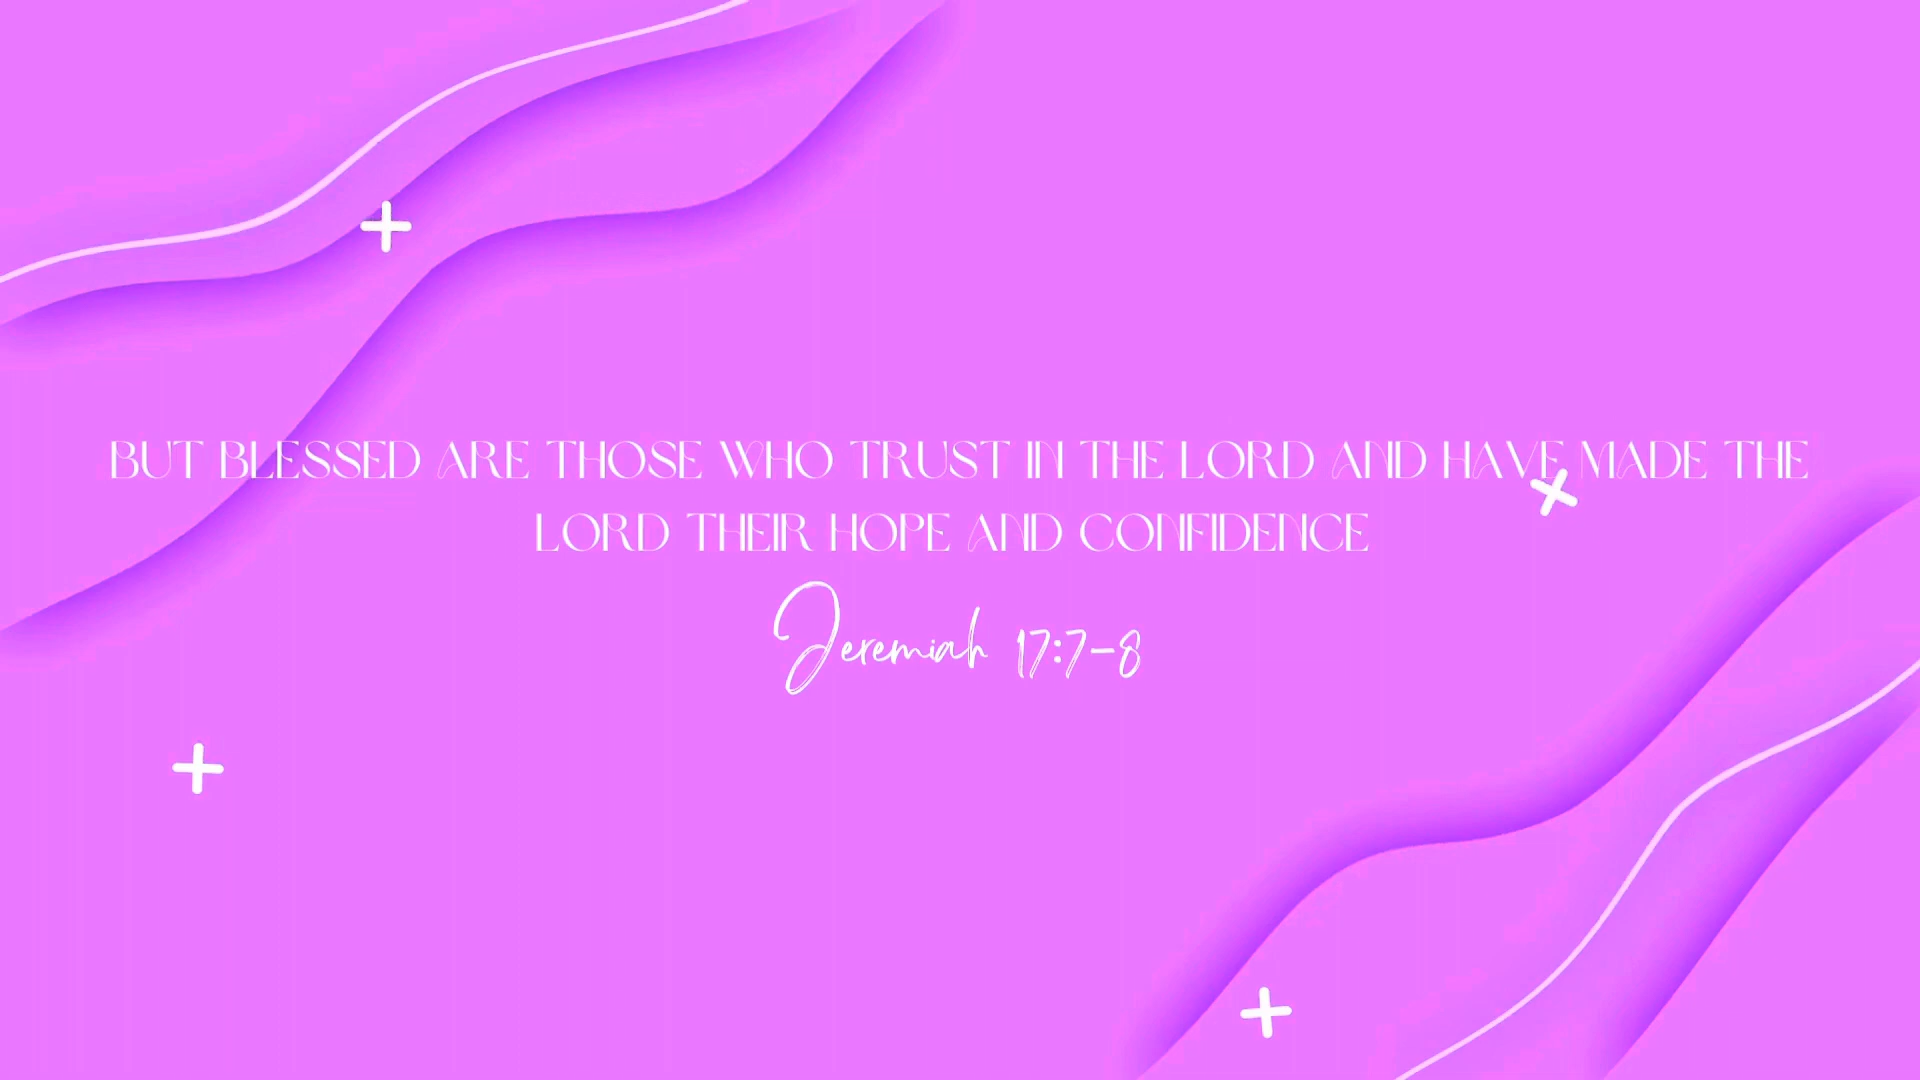 BUT BLESSED ARE THOSE WHO TRUST IN THE LORD AND HAVE MADE THE
LORD THEIR HOPE AND CONFIDENCE
Jeremiah 17:7-8